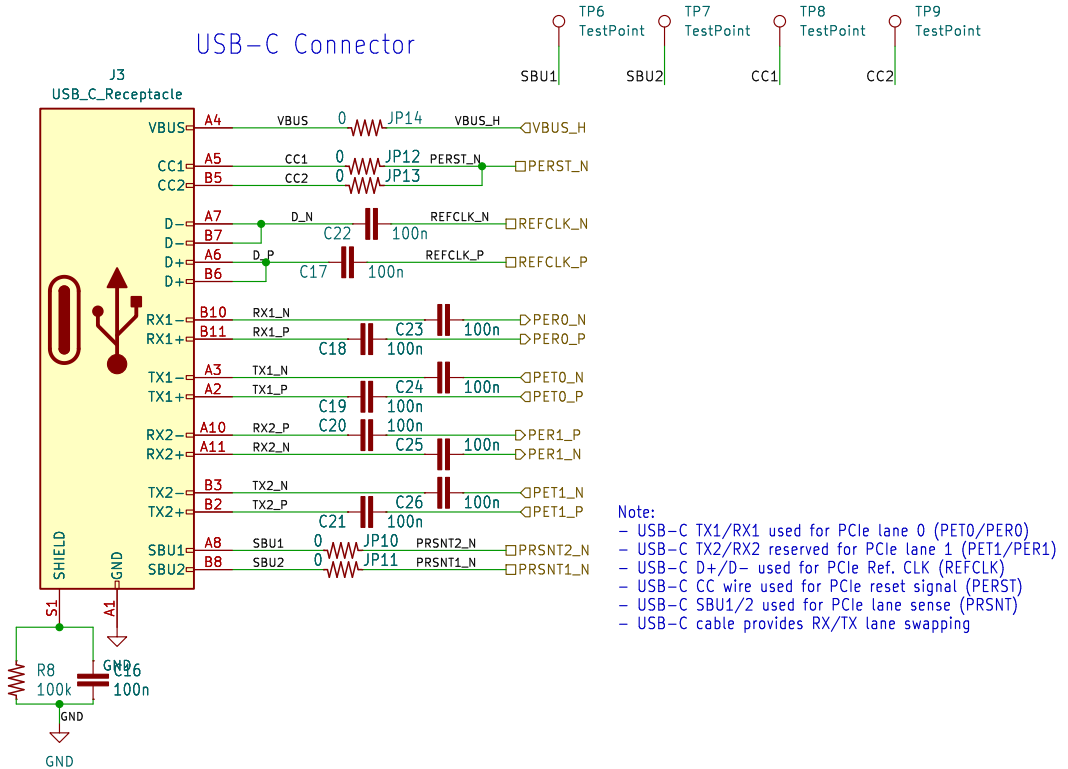 TP6 TP7 TP8 TP9
TestPoint TestPoint TestPoint TestPoint
USB-C Connector
SBU1 SBU2 CC1 CC2
J3
USB_C_Receptacle
VBUS A4 VBUS 0 JP14 VBUS_H VBUS_H
CC1 A5 CC1 0 JP12 PERST_N PERST_N
CC2 B5 CC2 0 JP13
D- A7 D_N REFCLK_N REFCLK_N
D- B7 C22 100n
D+ A6 D_P REFCLK_P REFCLK_P
D+ B6 C17 100n
RX1- B10 RX1_N C23 100n PER0_N
RX1+ B11 RX1_P C18 100n PER0_P
TX1- A3 TX1_N C24 100n PET0_N
TX1+ A2 TX1_P C19 100n PET0_P
RX2- A10 RX2_P C20 100n PER1_P
RX2+ A11 RX2_N C25 100n PER1_N
TX2- B3 TX2_N C26 100n PET1_N
TX2+ B2 TX2_P C21 100n PET1_P
SBU1 A8 SBU1 0 JP10 PRSNT2_N PRSNT2_N
SBU2 B8 SBU2 0 JP11 PRSNT1_N PRSNT1_N
SHIELD GND
S1 A1
GND
R8 C16
100k 100n
GND
GND
Note:
- USB-C TX1/RX1 used for PCIe lane 0 (PET0/PER0)
- USB-C TX2/RX2 reserved for PCIe lane 1 (PET1/PER1)
- USB-C D+/D- used for PCIe Ref. CLK (REFCLK)
- USB-C CC wire used for PCIe reset signal (PERST)
- USB-C SBU1/2 used for PCIe lane sense (PRSNT)
- USB-C cable provides RX/TX lane swapping